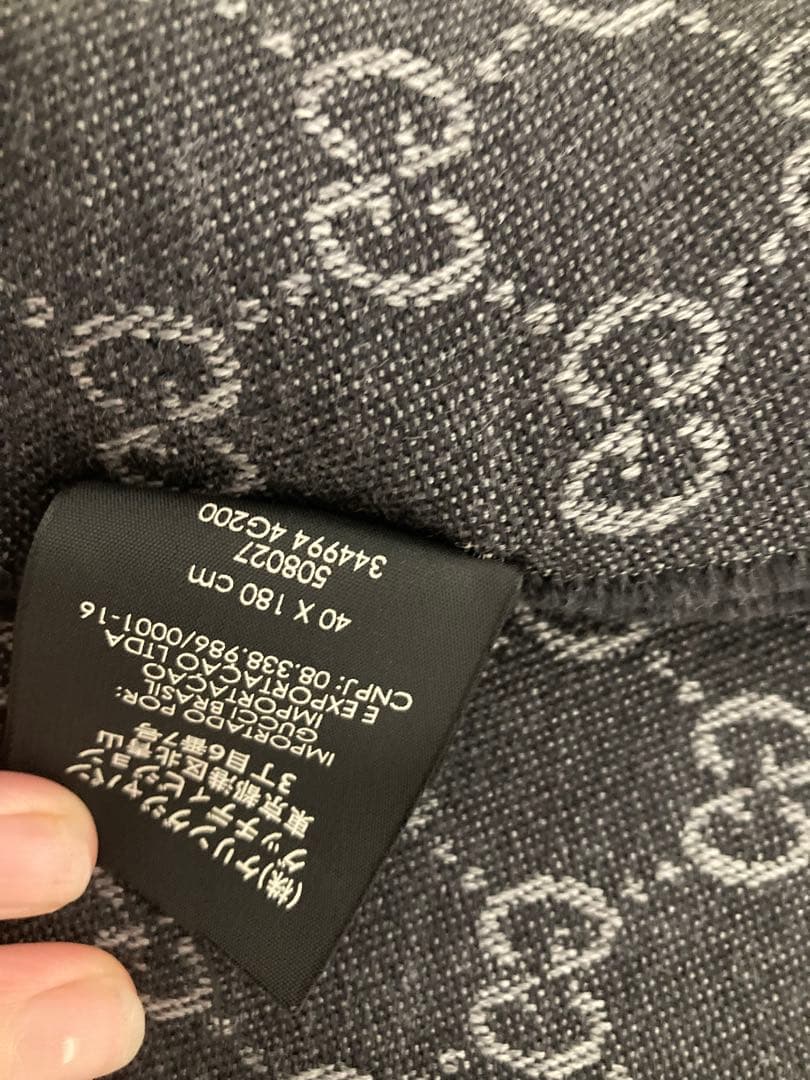 (株)ケリングジャパン
グッチディビジョン
東京都港区北青山
3丁目6番7号
IMPORTADO POR:
GUCCI BRASIL
IMPORTAÇAO
E EXPORTACAO LTDA
CNPJ: 08.338.986/0001-16
40 X 180 cm
508027
344994 4G200